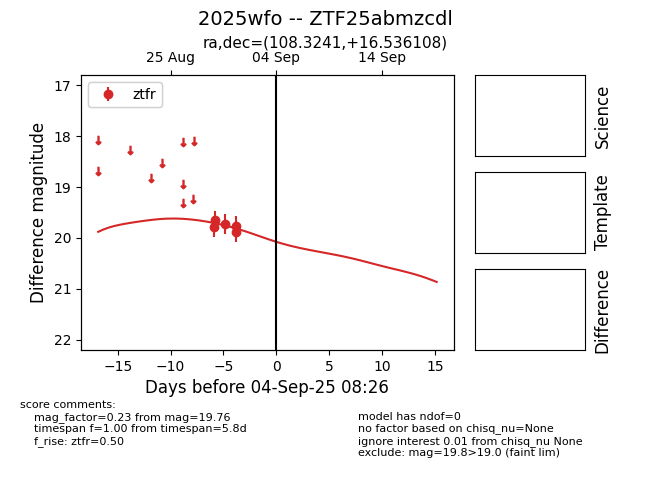 2025wfo -- ZTF25abmzcdl
ra,dec=(108.3241,+16.536108)
25 Aug 04 Sep 14 Sep
ztfr
Difference magnitude
17
18
19
20
21
22
−15 −10 −5 0 5 10 15
Days before 04-Sep-25 08:26
Science
Template
Difference
score comments:
mag_factor=0.23 from mag=19.76
timespan f=1.00 from timespan=5.8d
f_rise: ztfr=0.50
model has ndof=0
no factor based on chisq_nu=None
ignore interest 0.01 from chisq_nu None
exclude: mag=19.8>19.0 (faint lim)